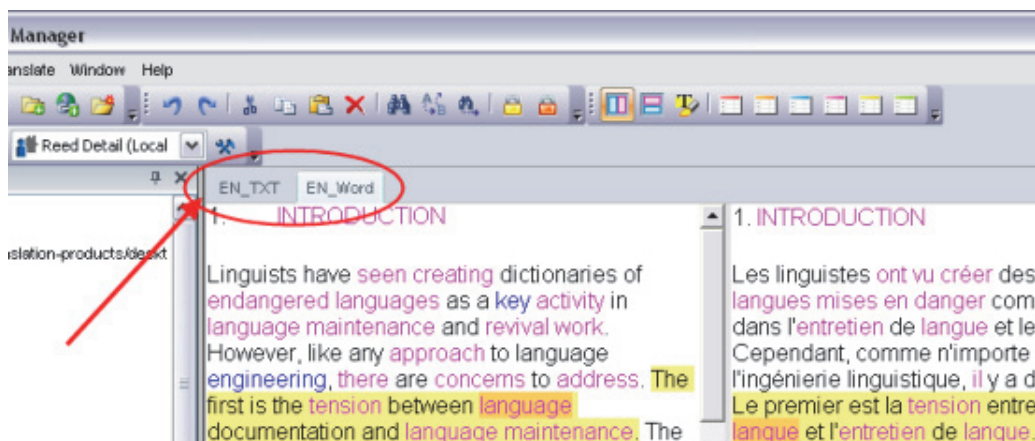 Manager
anslate Window Help
Reed Detail (Local
EN_TXT EN_Word
slation-products/deskt
1. INTRODUCTION
Linguists have seen creating dictionaries of
endangered languages as a key activity in
language maintenance and revival work.
However, like any approach to language
engineering, there are concerns to address. The
first is the tension between language
documentation and language maintenance. The
1. INTRODUCTION
Les linguistes ont vu créer des
langues mises en danger com
dans l'entretien de langue et le
Cependant, comme n'importe
l'ingénierie linguistique, il y a d
Le premier est la tension entre
langue et l'entretien de langue.